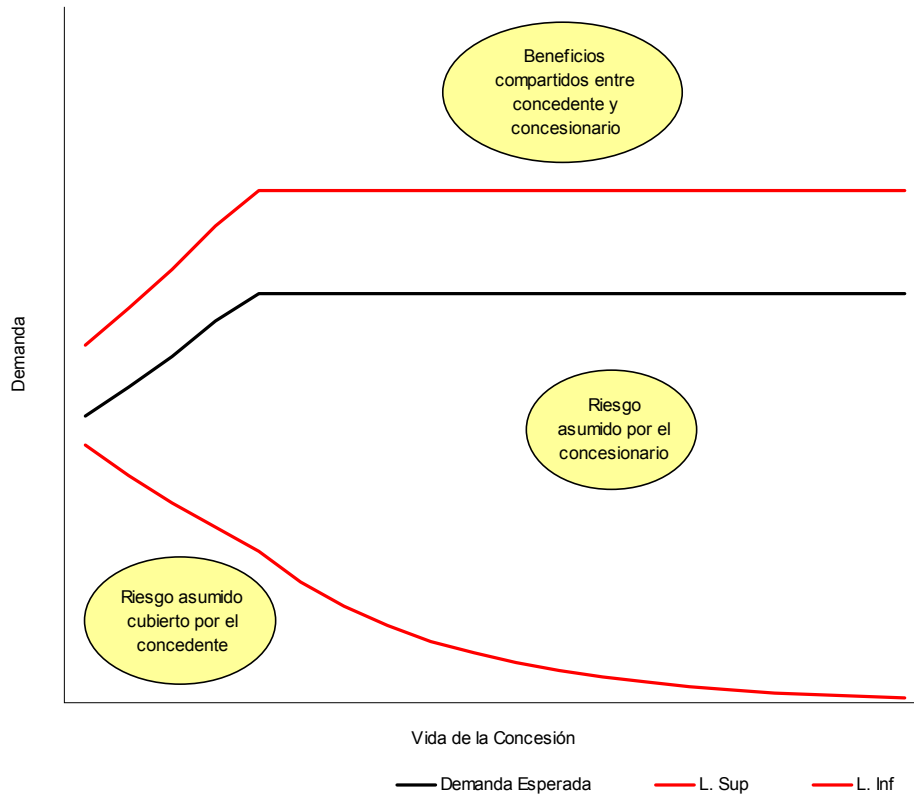 Beneficios
compartidos entre
concedente y
concesionario
Demanda
Riesgo
asumido por el
concesionario
Riesgo asumido
cubierto por el
concedente
Vida de la Concesión
Demanda Esperada
L. Sup
L. Inf